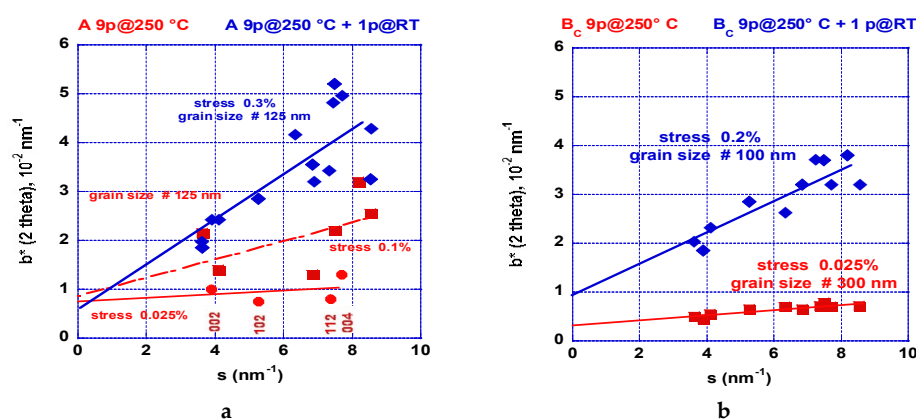 A 9p@250 °C A 9p@250 °C + 1p@RT
6
5
4
3
2
1
0
b* (2 theta), 10⁻² nm⁻¹
stress 0.3%
grain size # 125 nm
grain size # 125 nm
stress 0.1%
stress 0.025%
002
102
112
004
0 2 4 6 8 10
s (nm⁻¹)
a
B_C 9p@250° C B_C 9p@250° C + 1 p@RT
6
5
4
3
2
1
0
b* (2 theta), 10⁻² nm⁻¹
stress 0.2%
grain size # 100 nm
stress 0.025%
grain size # 300 nm
0 2 4 6 8 10
s (nm⁻¹)
b